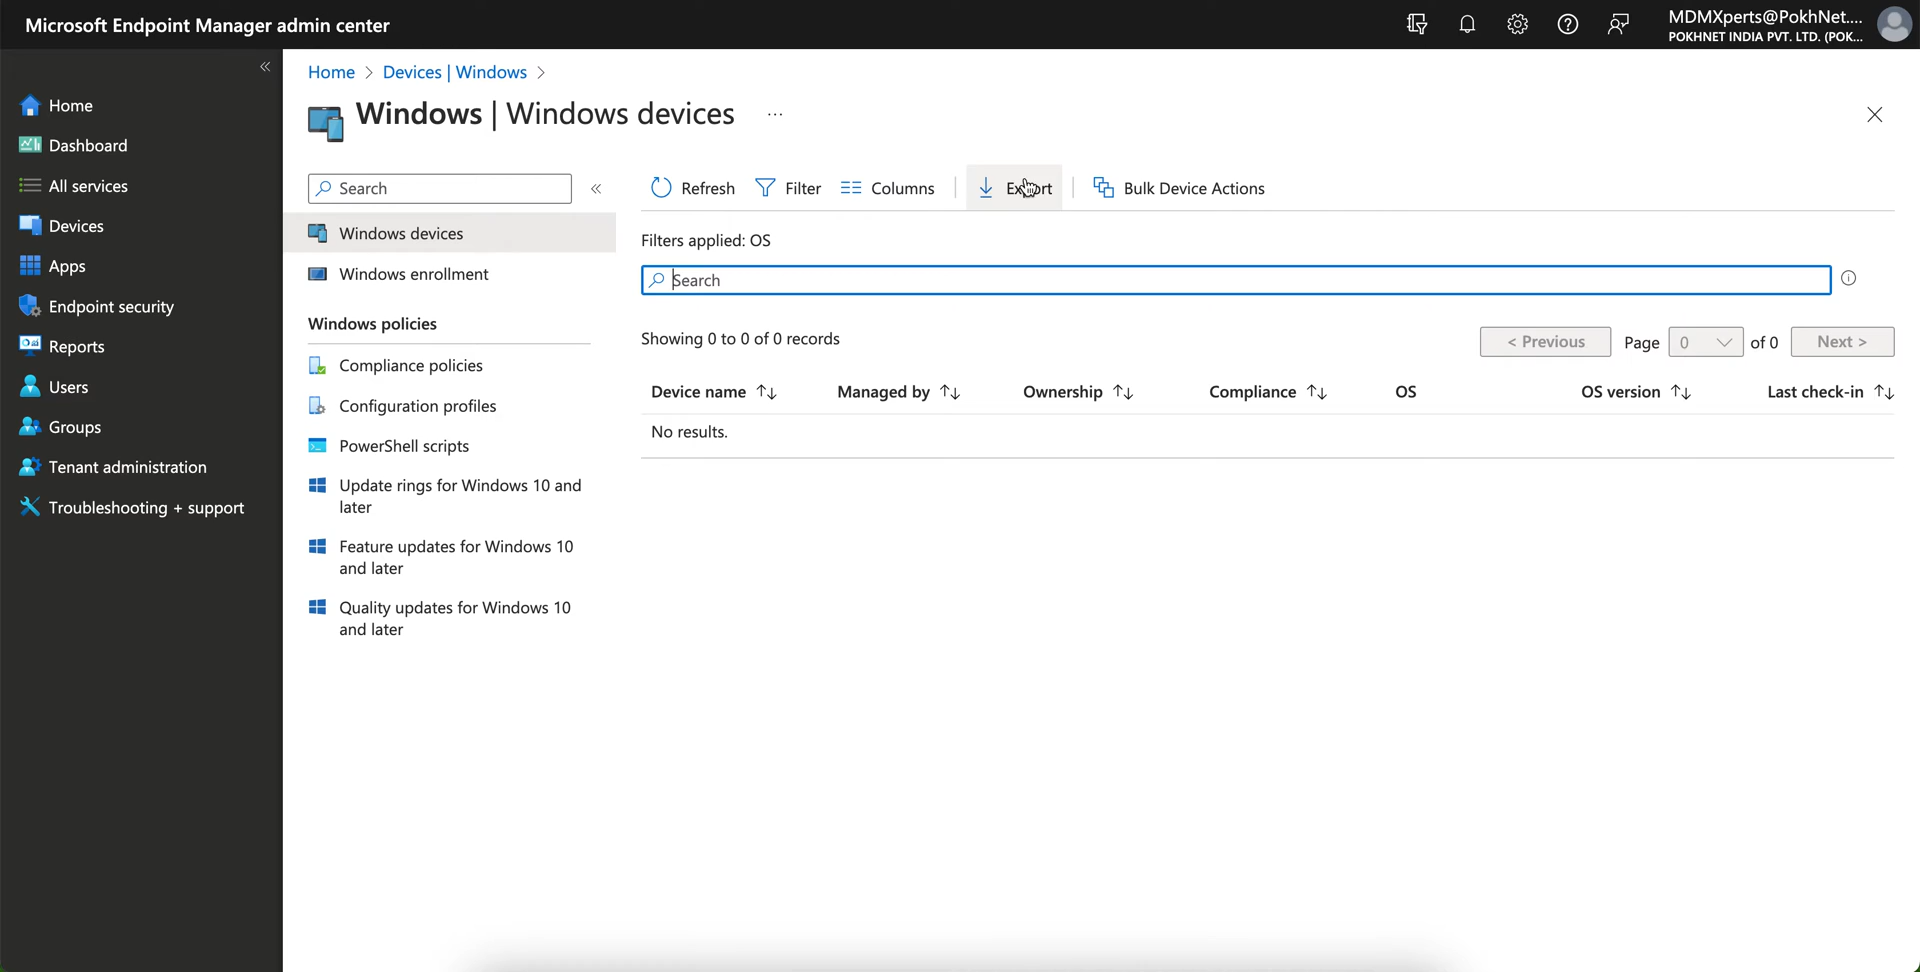 Microsoft Endpoint Manager admin center
MDMXperts@PokhNet....
POKHNET INDIA PVT. LTD. (POK...
Home
Dashboard
All services
Devices
Apps
Endpoint security
Reports
Users
Groups
Tenant administration
Troubleshooting + support
Home > Devices | Windows >
Windows | Windows devices ...
Search
Windows devices
Windows enrollment
Windows policies
Compliance policies
Configuration profiles
PowerShell scripts
Update rings for Windows 10 and
later
Feature updates for Windows 10
and later
Quality updates for Windows 10
and later
Refresh Filter Columns Export Bulk Device Actions
Filters applied: OS
Search
Showing 0 to 0 of 0 records
< Previous Page 0 of 0 Next >
Device name Managed by Ownership Compliance OS OS version Last check-in
No results.